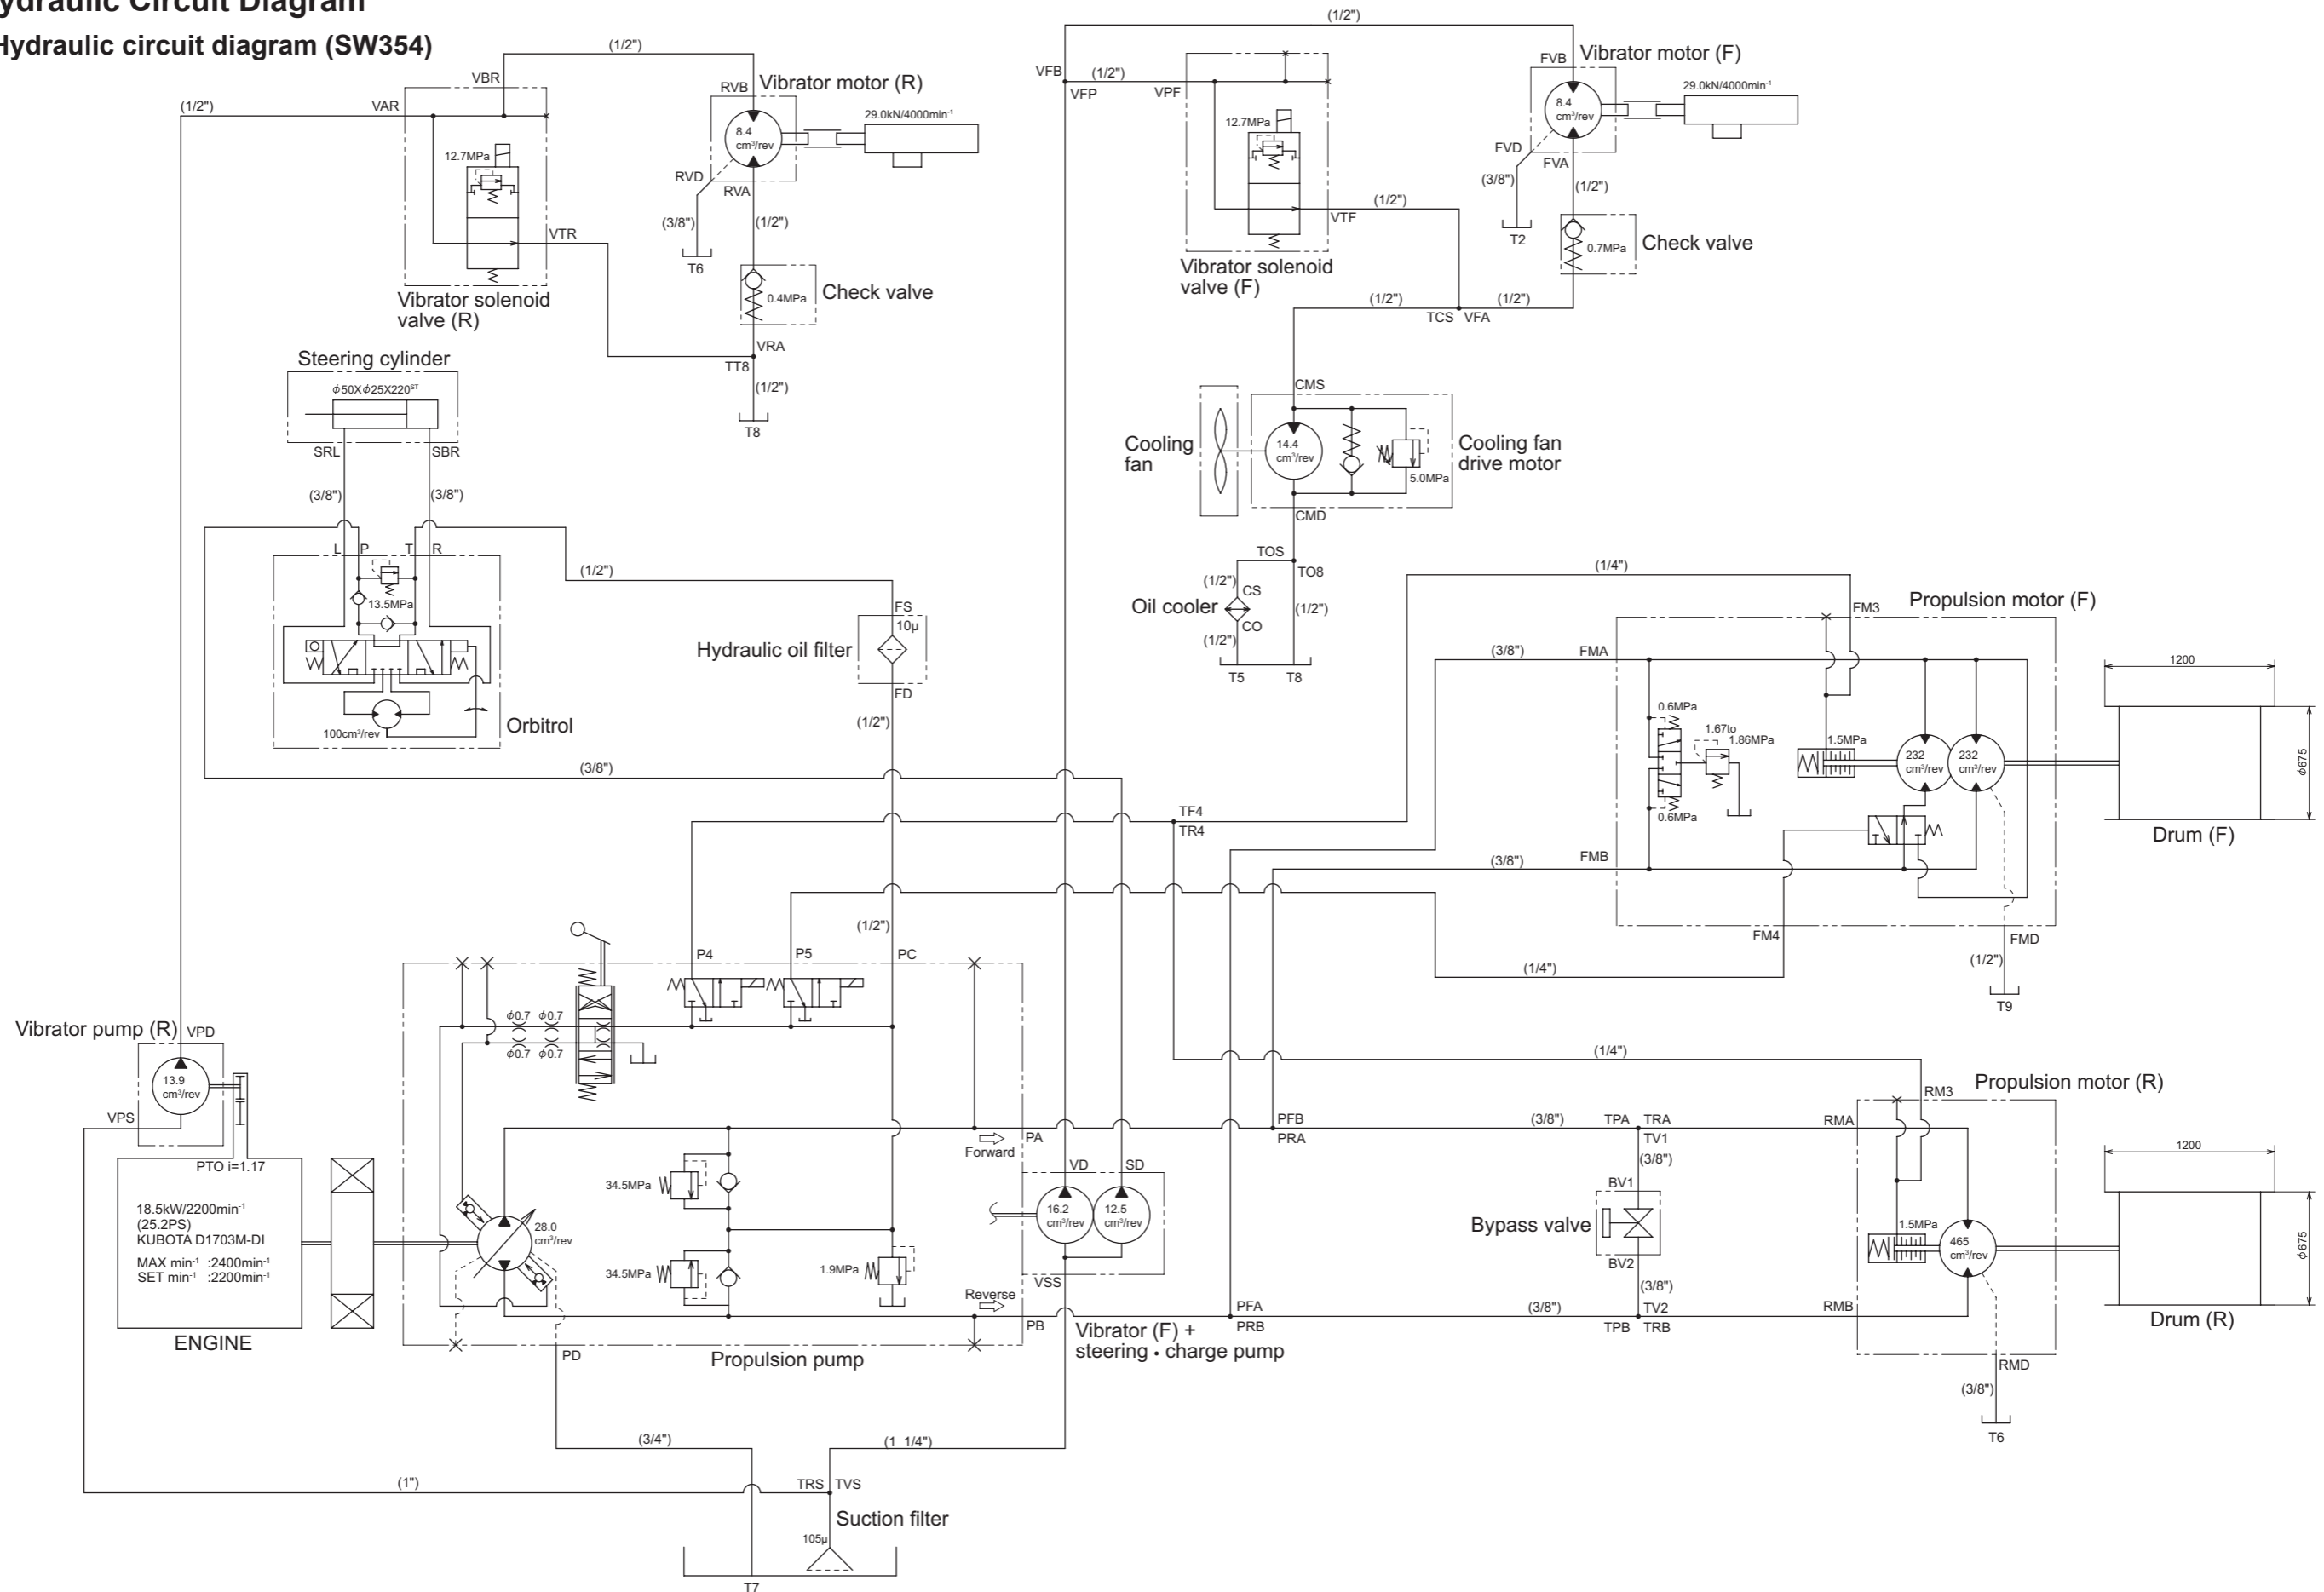 ydraulic Circuit Diagram
Hydraulic circuit diagram (SW354)
(1/2")
VBR
(1/2")
VAR
RVB
Vibrator motor (R)
8.4
cm³/rev
29.0kN/4000min⁻¹
12.7MPa
RVD
RVA
(3/8")
(1/2")
VTR
T6
Vibrator solenoid
valve (R)
0.4MPa
Check valve
VRA
TT8
(1/2")
T8
(1/2")
VFB
(1/2")
VFP
VPF
FVB
Vibrator motor (F)
8.4
cm³/rev
29.0kN/4000min⁻¹
12.7MPa
FVD
FVA
(3/8")
(1/2")
(1/2")
VTF
T2
0.7MPa
Check valve
Vibrator solenoid
valve (F)
(1/2")
(1/2")
TCS
VFA
Steering cylinder
φ50Xφ25X220ST
SRL
SBR
(3/8")
(3/8")
L
P
T
R
13.5MPa
100cm³/rev
Orbitrol
(1/2")
FS
10μ
Hydraulic oil filter
FD
(1/2")
(3/8")
CMS
Cooling
fan
14.4
cm³/rev
5.0MPa
Cooling fan
drive motor
CMD
TOS
TO8
(1/2")
CS
Oil cooler
CO
(1/2")
(1/2")
T5
T8
(1/4")
FM3
Propulsion motor (F)
(3/8")
FMA
0.6MPa
1.67to
1.86MPa
0.6MPa
1.5MPa
232
cm³/rev
232
cm³/rev
1200
φ675
Drum (F)
TF4
TR4
(3/8")
FMB
FM4
FMD
(1/4")
(1/2")
T9
(1/2")
P4
P5
PC
φ0.7
φ0.7
φ0.7
φ0.7
Vibrator pump (R)
VPD
13.9
cm³/rev
VPS
PTO i=1.17
18.5kW/2200min⁻¹
(25.2PS)
KUBOTA D1703M-DI
MAX min⁻¹ :2400min⁻¹
SET min⁻¹ :2200min⁻¹
ENGINE
28.0
cm³/rev
34.5MPa
34.5MPa
1.9MPa
PA
Forward
Reverse
PB
PD
Propulsion pump
VD
SD
16.2
cm³/rev
12.5
cm³/rev
VSS
Vibrator (F) +
steering • charge pump
PFB
PRA
PFA
PRB
(1/4")
(3/8")
TPA
TRA
TV1
(3/8")
BV1
Bypass valve
BV2
(3/8")
(3/8")
TV2
TPB
TRB
RM3
Propulsion motor (R)
RMA
1.5MPa
465
cm³/rev
RMB
RMD
(3/8")
T6
1200
φ675
Drum (R)
(3/4")
(1 1/4")
(1")
TRS
TVS
Suction filter
105μ
T7